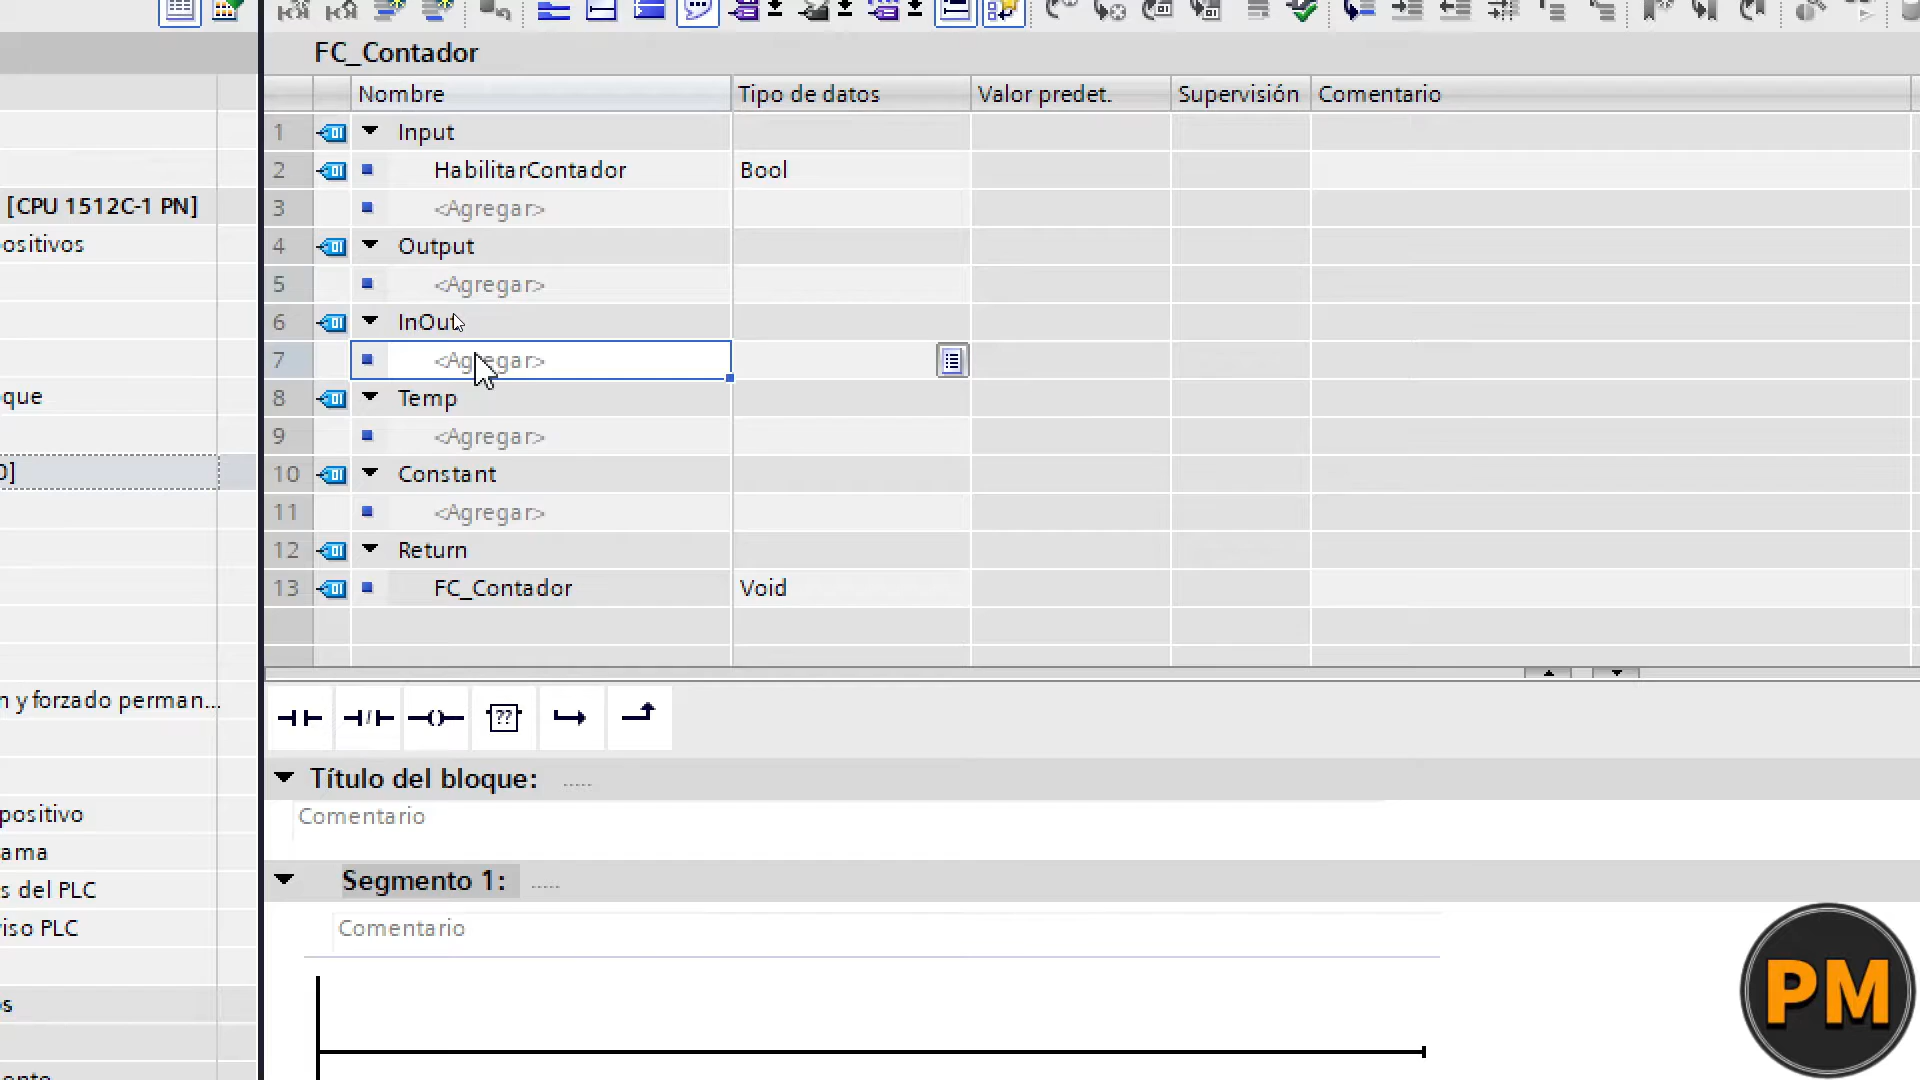 FC_Contador
Nombre Tipo de datos Valor predet. Supervisión Comentario
1 Input
2 HabilitarContador Bool
3 <Agregar>
4 Output
5 <Agregar>
6 InOut
7 <Agregar>
8 Temp
9 <Agregar>
10 Constant
11 <Agregar>
12 Return
13 FC_Contador Void
[CPU 1512C-1 PN]
ositivos
que
]
n y forzado perman...
positivo
ama
s del PLC
iso PLC
s
??
Título del bloque: .....
Comentario
Segmento 1: .....
Comentario
PM